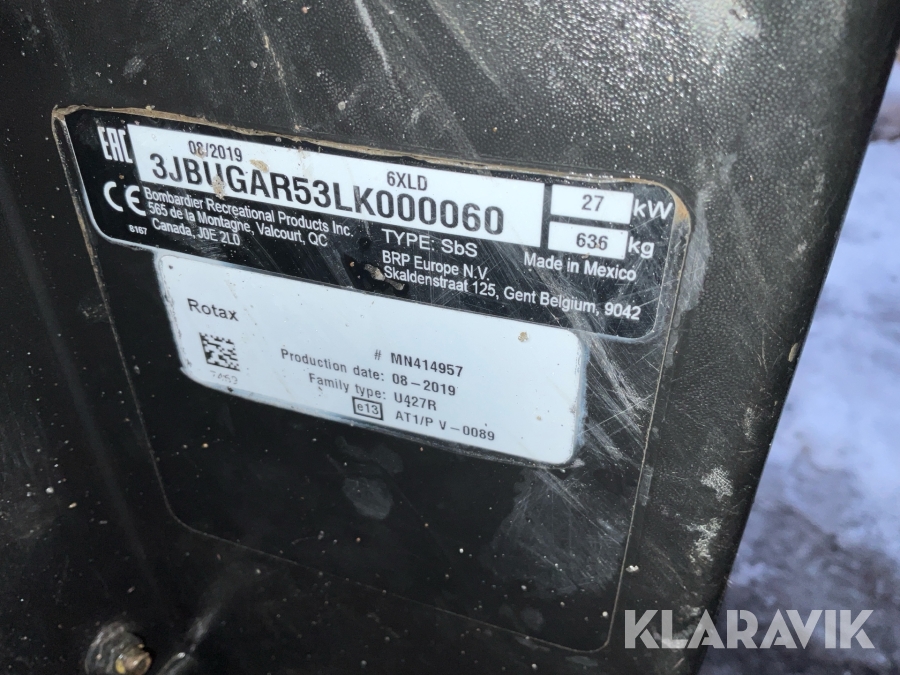 EAC
08/2019
6XLD
3JBUGAR53LK000060
27 kW
636 kg
CE
Bombardier Recreational Products Inc.
565 de la Montagne, Valcourt, QC
Canada, J0E 2L0
6167
TYPE: SbS
Made in Mexico
BRP Europe N.V.
Skaldenstraat 125, Gent Belgium, 9042
Rotax
# MN414957
Production date: 08-2019
Family type: U427R
e13 AT1/P V-0089
KLARAVIK